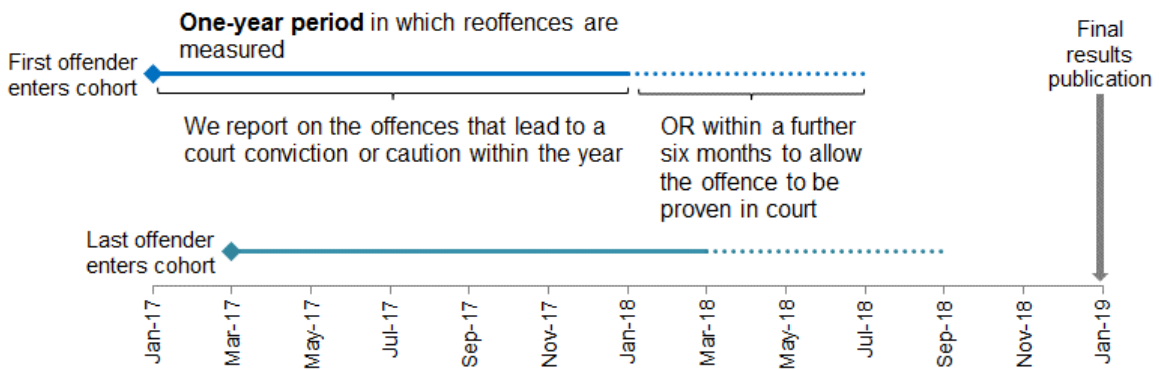 One-year period in which reoffences are
measured
First offender
enters cohort
Final
results
publication
We report on the offences that lead to a
court conviction or caution within the year
OR within a further
six months to allow
the offence to be
proven in court
Last offender
enters cohort
Jan-17
Mar-17
May-17
Jul-17
Sep-17
Nov-17
Jan-18
Mar-18
May-18
Jul-18
Sep-18
Nov-18
Jan-19